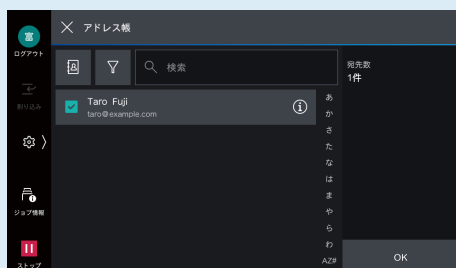 アドレス帳
ログアウト
検索
宛先数
1件
割り込み
Taro Fuji
taro@example.com
あ
か
さ
た
な
は
ま
や
ら
わ
AZ#
ジョブ情報
ストップ
OK